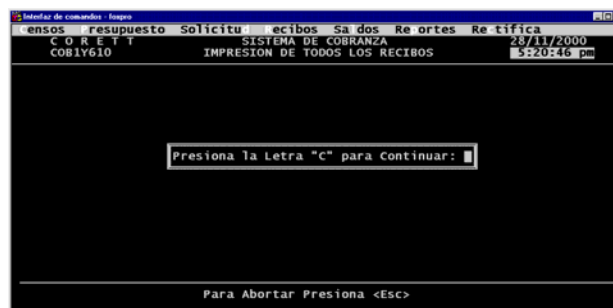 Interfaz de comandos - foxpro
ensos resupuesto Solicitud ecibos Sa dos Re ortes Re tifica
C O R E T T SISTEMA DE COBRANZA 28/11/2000
COB1Y610 IMPRESION DE TODOS LOS RECIBOS 5:20:46 pm
Presiona la Letra "C" para Continuar:
Para Abortar Presiona <Esc>